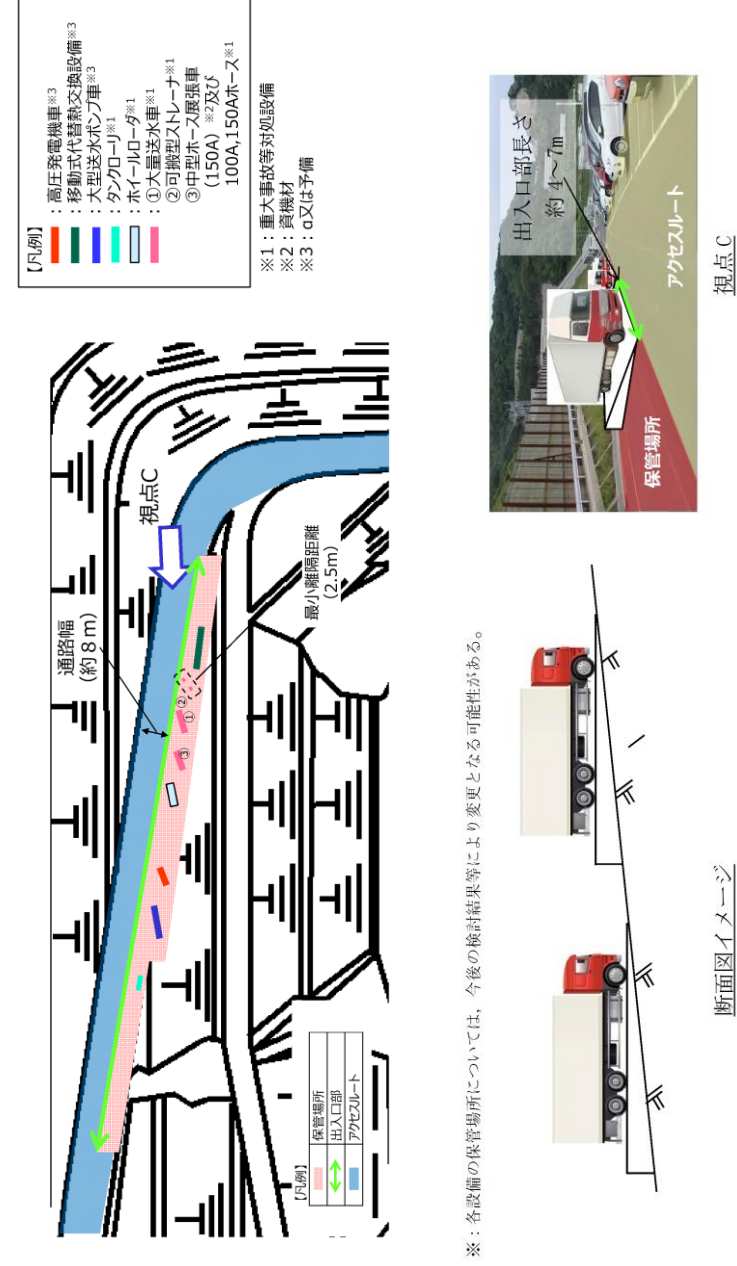 【凡例】
：高圧発電機車※3
：移動式代替熱交換設備※3
：大型送水ポンプ車※3
：タンクローリ※1
：ホイールローダ※1
：①大量送水車※1
②可搬型ストレーナ※1
③中型ホース展張車
（150A）※2及び
100A,150Aホース※1
※1：重大事故等対処設備
※2：資機材
※3：α又は予備
通路幅
（約８ｍ）
視点C
最小離隔距離
（2.5m）
①
②
③
【凡例】
保管場所
出入口部
アクセスルート
出入口部長さ
約 4～7m
保管場所
アクセスルート
視点 C
※：各設備の保管場所については，今後の検討結果等により変更となる可能性がある。
断面図イメージ